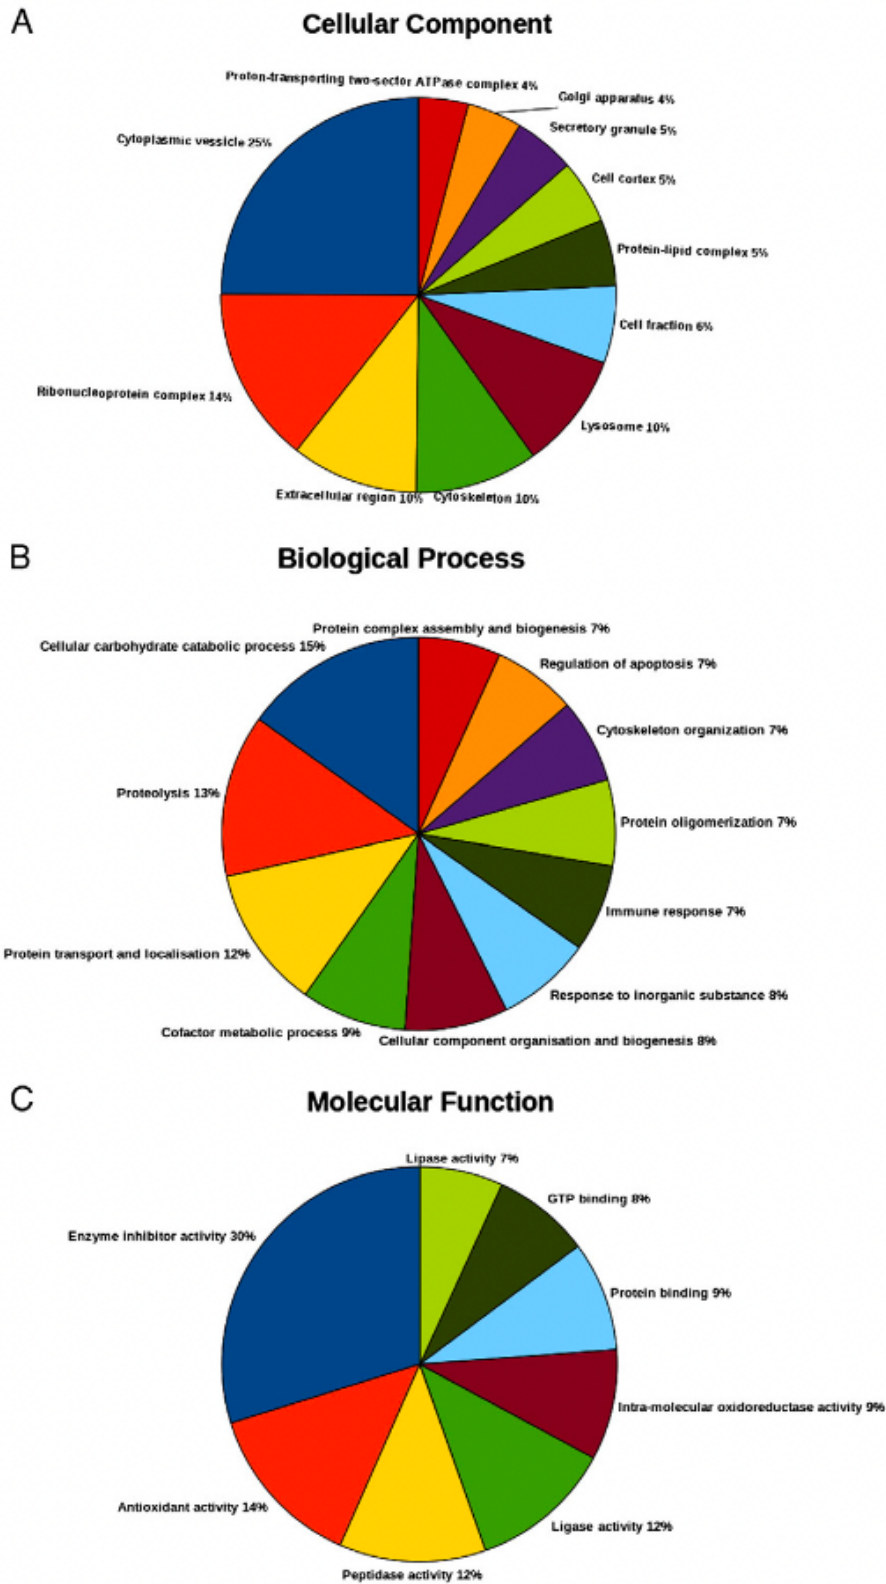 A
Cellular Component
Proton-transporting two-sector ATPase complex 4%
Golgi apparatus 4%
Secretory granule 5%
Cytoplasmic vessicle 25%
Cell cortex 5%
Protein-lipid complex 5%
Cell fraction 6%
Ribonucleoprotein complex 14%
Lysosome 10%
Extracellular region 10%
Cytoskeleton 10%
B
Biological Process
Protein complex assembly and biogenesis 7%
Cellular carbohydrate catabolic process 15%
Regulation of apoptosis 7%
Cytoskeleton organization 7%
Proteolysis 13%
Protein oligomerization 7%
Immune response 7%
Protein transport and localisation 12%
Response to inorganic substance 8%
Cofactor metabolic process 9%
Cellular component organisation and biogenesis 8%
C
Molecular Function
Lipase activity 7%
GTP binding 8%
Enzyme inhibitor activity 30%
Protein binding 9%
Intra-molecular oxidoreductase activity 9%
Antioxidant activity 14%
Ligase activity 12%
Peptidase activity 12%